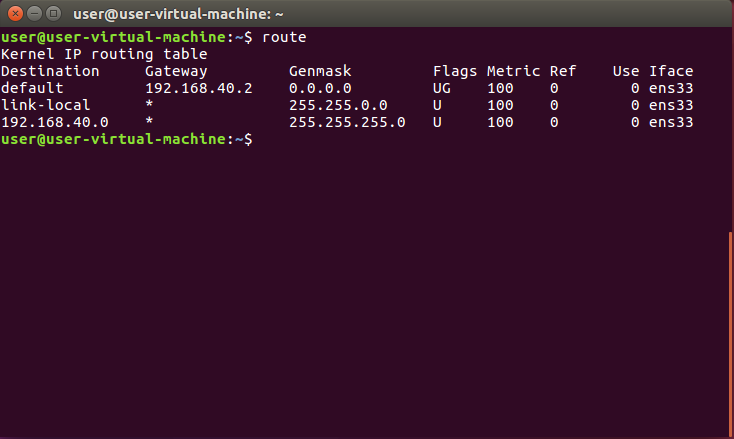 user@user-virtual-machine: ~
user@user-virtual-machine:~$ route
Kernel IP routing table
Destination     Gateway         Genmask         Flags Metric Ref    Use Iface
default         192.168.40.2    0.0.0.0         UG    100    0        0 ens33
link-local      *               255.255.0.0     U     100    0        0 ens33
192.168.40.0    *               255.255.255.0   U     100    0        0 ens33
user@user-virtual-machine:~$